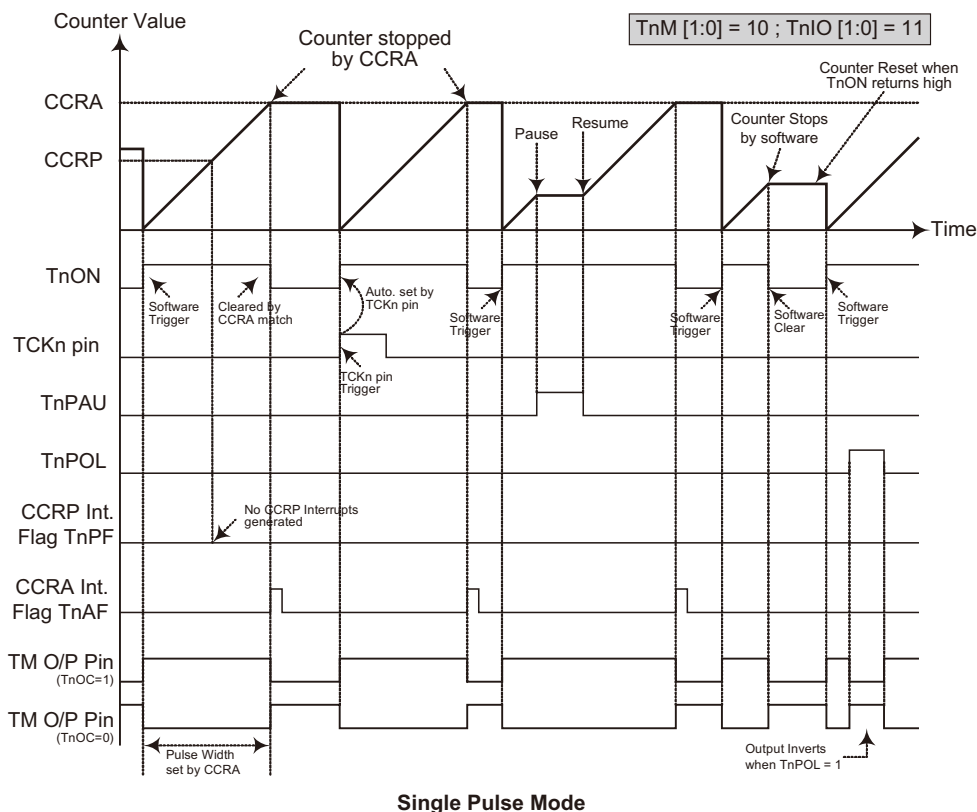 Counter Value
TnM [1:0] = 10 ; TnIO [1:0] = 11
Counter stopped
by CCRA
Counter Reset when
TnON returns high
CCRA
Pause
Resume
Counter Stops
by software
CCRP
Time
TnON
Software
Trigger
Cleared by
CCRA match
Auto. set by
TCKn pin
Software
Trigger
Software
Trigger
Software
Clear
Software
Trigger
TCKn pin
TCKn pin
Trigger
TnPAU
TnPOL
CCRP Int.
Flag TnPF
No CCRP Interrupts
generated
CCRA Int.
Flag TnAF
TM O/P Pin
(TnOC=1)
TM O/P Pin
(TnOC=0)
Pulse Width
set by CCRA
Output Inverts
when TnPOL = 1
Single Pulse Mode